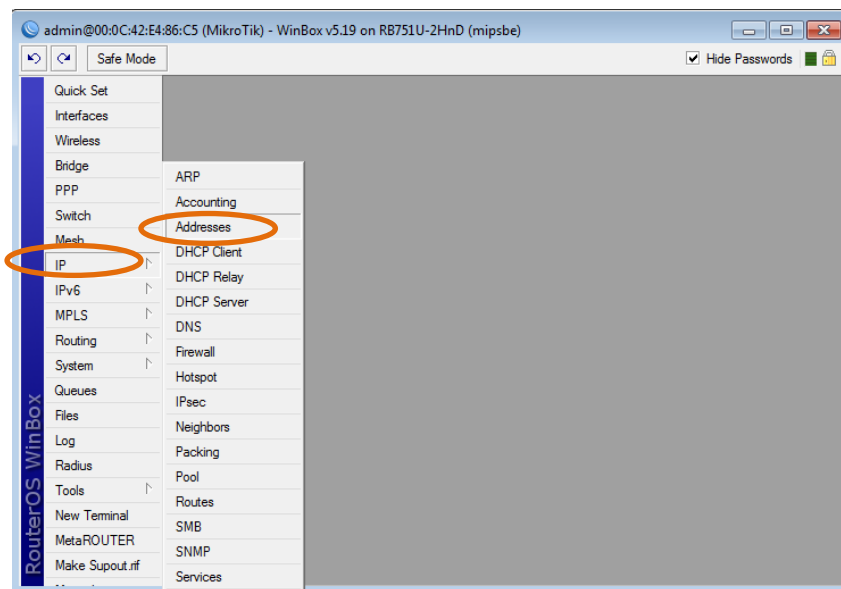 admin@00:0C:42:E4:86:C5 (MikroTik) - WinBox v5.19 on RB751U-2HnD (mipsbe)
Safe Mode
Hide Passwords
Quick Set
Interfaces
Wireless
Bridge
PPP
Switch
Mesh
IP
IPv6
MPLS
Routing
System
Queues
Files
Log
Radius
Tools
New Terminal
MetaROUTER
Make Supout.rif
ARP
Accounting
Addresses
DHCP Client
DHCP Relay
DHCP Server
DNS
Firewall
Hotspot
IPsec
Neighbors
Packing
Pool
Routes
SMB
SNMP
Services
RouterOS WinBox